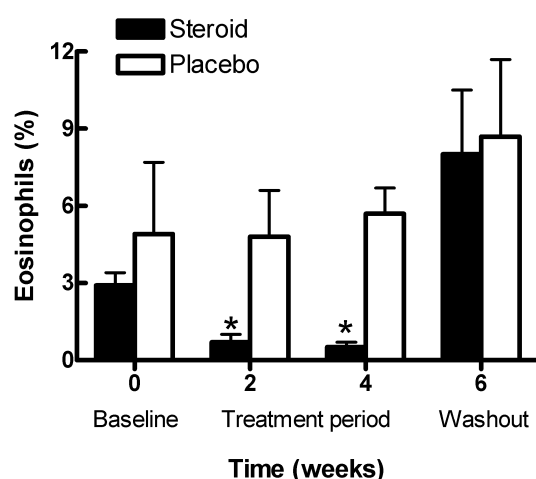 Steroid
Placebo
12
9
6
3
0
Eosinophils (%)
* *
0 2 4 6
Baseline Treatment period Washout
Time (weeks)